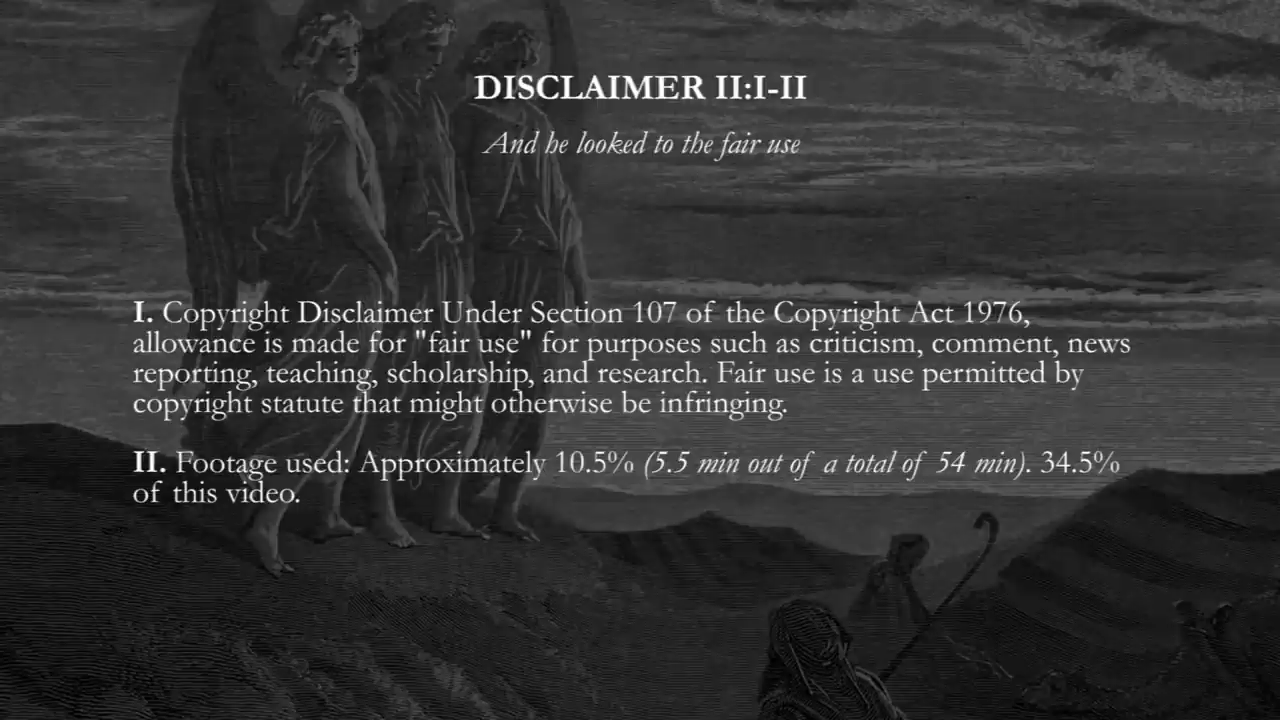 DISCLAIMER II:I-II
And he looked to the fair use
I. Copyright Disclaimer Under Section 107 of the Copyright Act 1976,
allowance is made for "fair use" for purposes such as criticism, comment, news
reporting, teaching, scholarship, and research. Fair use is a use permitted by
copyright statute that might otherwise be infringing.
II. Footage used: Approximately 10.5% (5.5 min out of a total of 54 min). 34.5%
of this video.